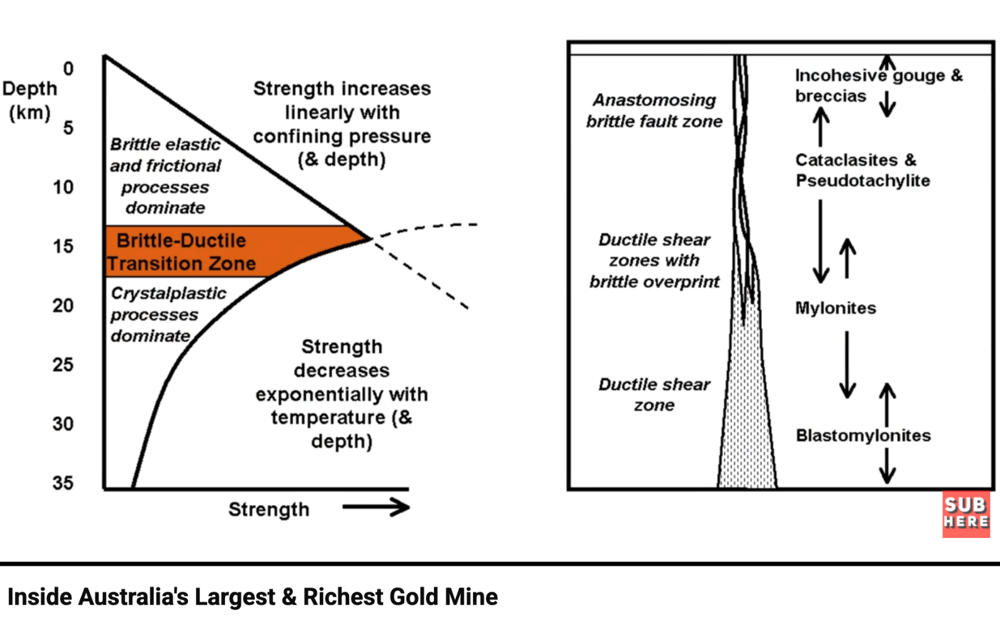 Depth
(km)
0
5
10
15
20
25
30
35
Strength increases
linearly with
confining pressure
(& depth)
Brittle elastic
and frictional
processes
dominate
Brittle-Ductile
Transition Zone
Crystalplastic
processes
dominate
Strength
decreases
exponentially with
temperature (&
depth)
Strength
Anastomosing
brittle fault zone
Ductile shear
zones with
brittle overprint
Ductile shear
zone
Incohesive gouge &
breccias
Cataclasites &
Pseudotachylite
Mylonites
Blastomylonites
SUB
HERE
Inside Australia's Largest & Richest Gold Mine